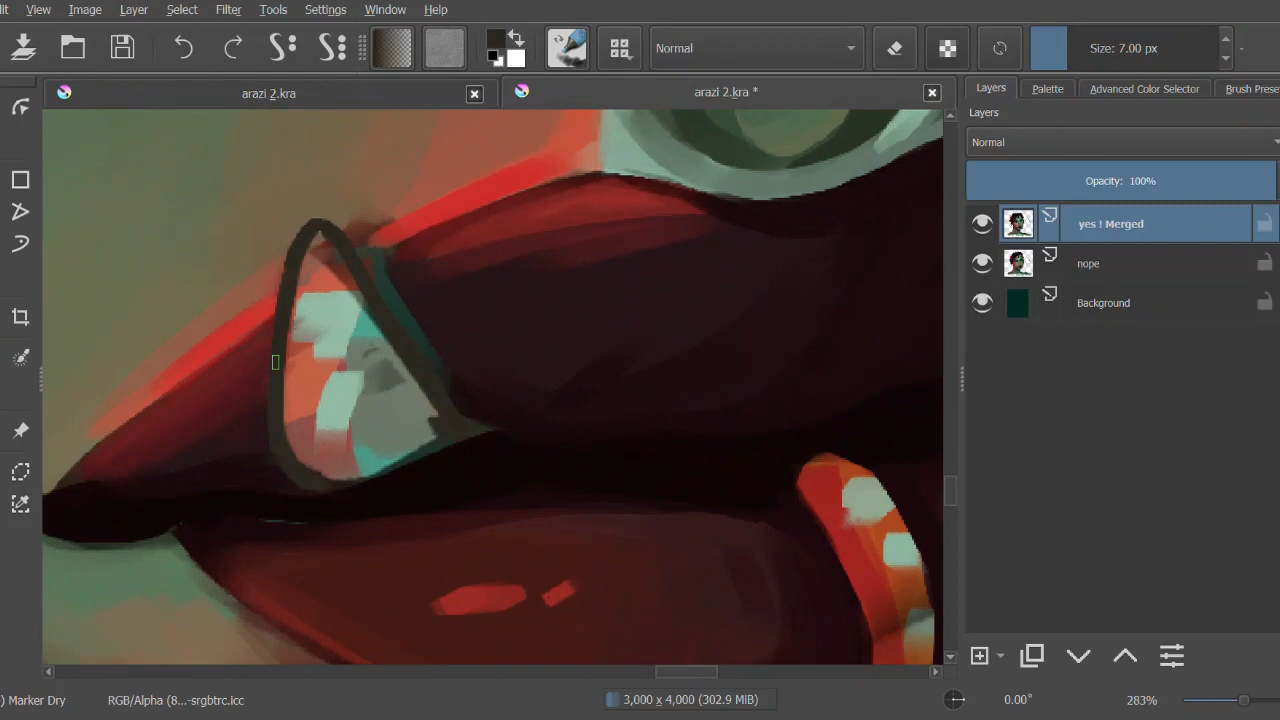 View Image Layer Select Filter Tools Settings Window Help
Normal Size: 7.00 px
arazi 2.kra arazi 2.kra *
Layers Palette Advanced Color Selector Brush Prese
Layers
Normal
Opacity: 100%
yes ! Merged
nope
Background
) Marker Dry RGB/Alpha (8...-srgbtrc.icc 3,000 x 4,000 (302.9 MiB) 0.00° 283%